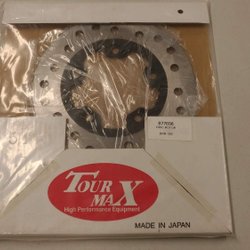 TOUR
MAX
High Performance Equipment
MADE IN JAPAN